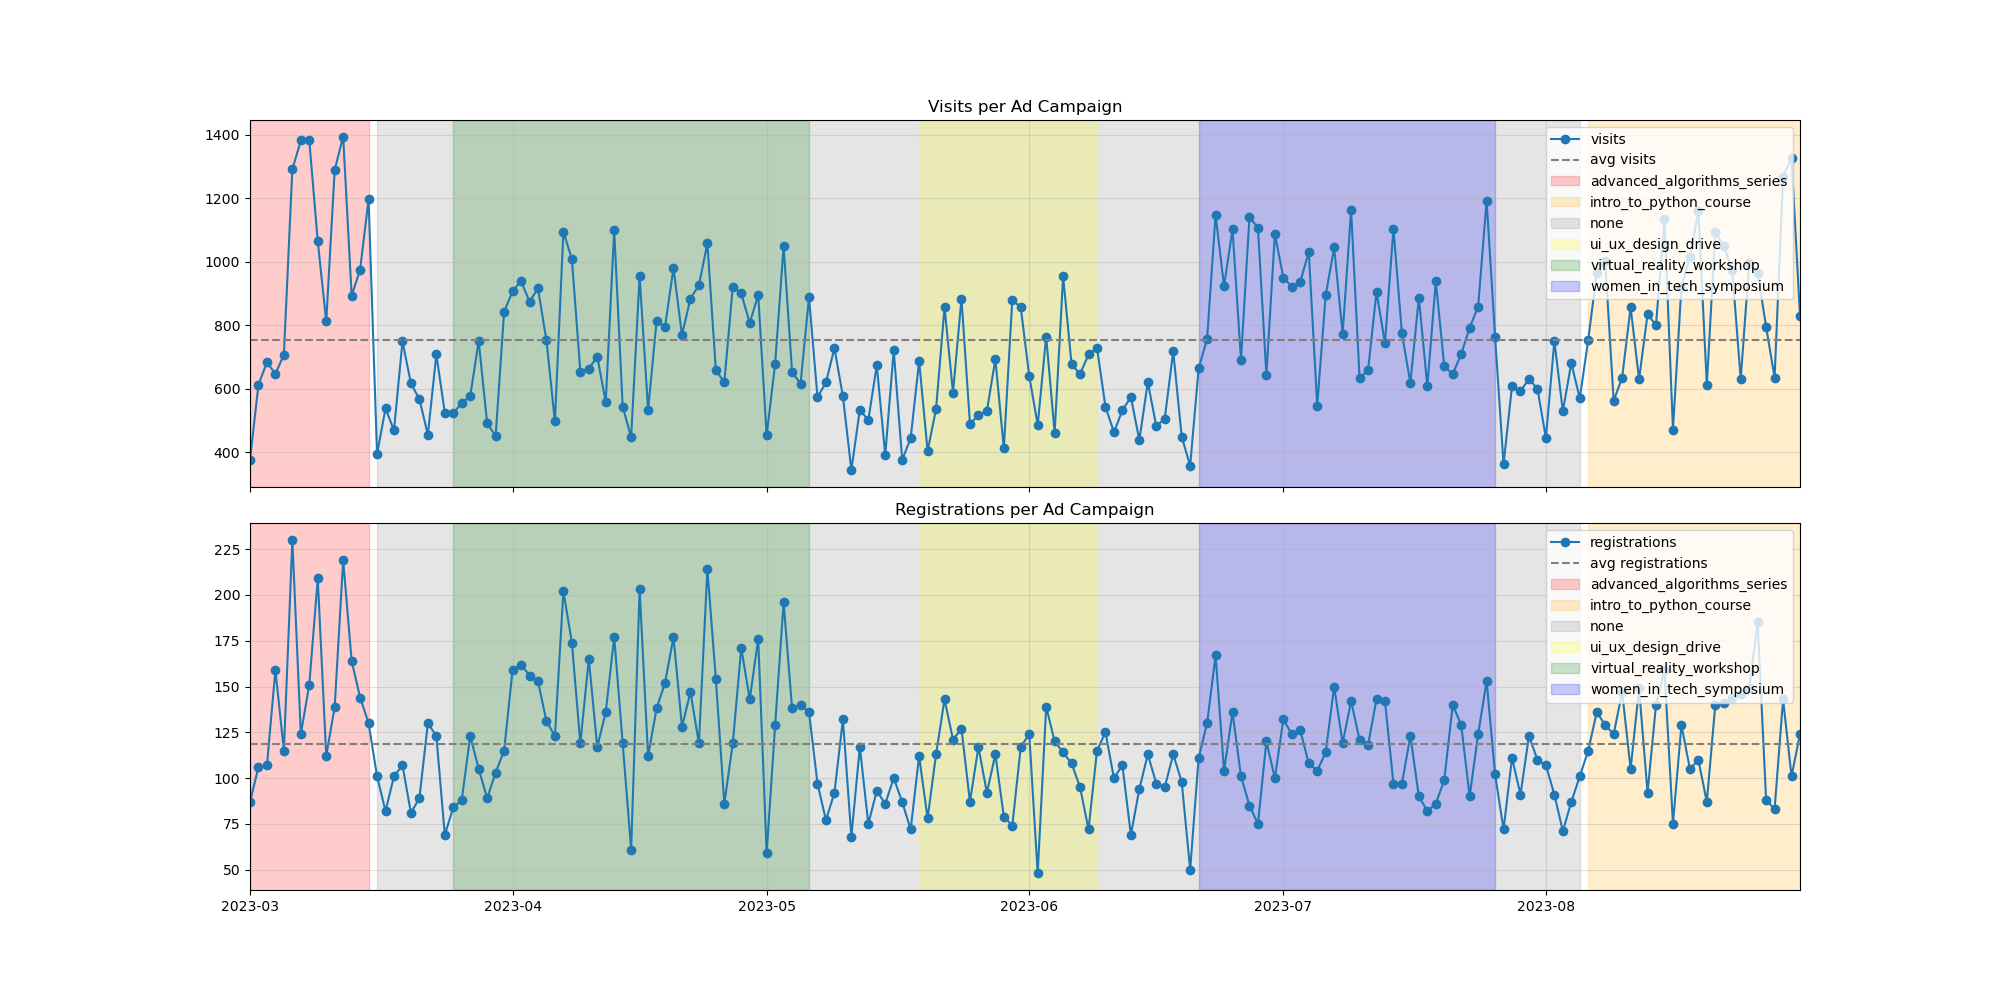 Visits per Ad Campaign
1400
1200
1000
800
600
400
visits
avg visits
advanced_algorithms_series
intro_to_python_course
none
ui_ux_design_drive
virtual_reality_workshop
women_in_tech_symposium
Registrations per Ad Campaign
225
200
175
150
125
100
75
50
registrations
avg registrations
advanced_algorithms_series
intro_to_python_course
none
ui_ux_design_drive
virtual_reality_workshop
women_in_tech_symposium
2023-03 2023-04 2023-05 2023-06 2023-07 2023-08